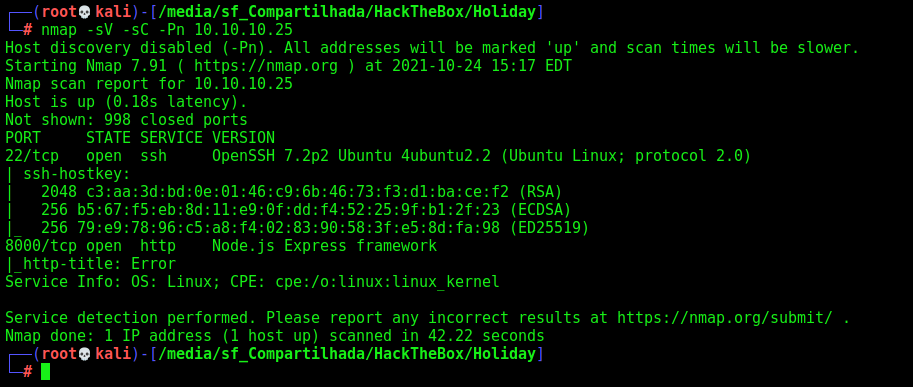 ┌──(root💀kali)-[/media/sf_Compartilhada/HackTheBox/Holiday]
└─# nmap -sV -sC -Pn 10.10.10.25
Host discovery disabled (-Pn). All addresses will be marked 'up' and scan times will be slower.
Starting Nmap 7.91 ( https://nmap.org ) at 2021-10-24 15:17 EDT
Nmap scan report for 10.10.10.25
Host is up (0.18s latency).
Not shown: 998 closed ports
PORT     STATE SERVICE VERSION
22/tcp   open  ssh     OpenSSH 7.2p2 Ubuntu 4ubuntu2.2 (Ubuntu Linux; protocol 2.0)
| ssh-hostkey:
|   2048 c3:aa:3d:bd:0e:01:46:c9:6b:46:73:f3:d1:ba:ce:f2 (RSA)
|   256 b5:67:f5:eb:8d:11:e9:0f:dd:f4:52:25:9f:b1:2f:23 (ECDSA)
|_  256 79:e9:78:96:c5:a8:f4:02:83:90:58:3f:e5:8d:fa:98 (ED25519)
8000/tcp open  http    Node.js Express framework
|_http-title: Error
Service Info: OS: Linux; CPE: cpe:/o:linux:linux_kernel

Service detection performed. Please report any incorrect results at https://nmap.org/submit/ .
Nmap done: 1 IP address (1 host up) scanned in 42.22 seconds
┌──(root💀kali)-[/media/sf_Compartilhada/HackTheBox/Holiday]
└─#